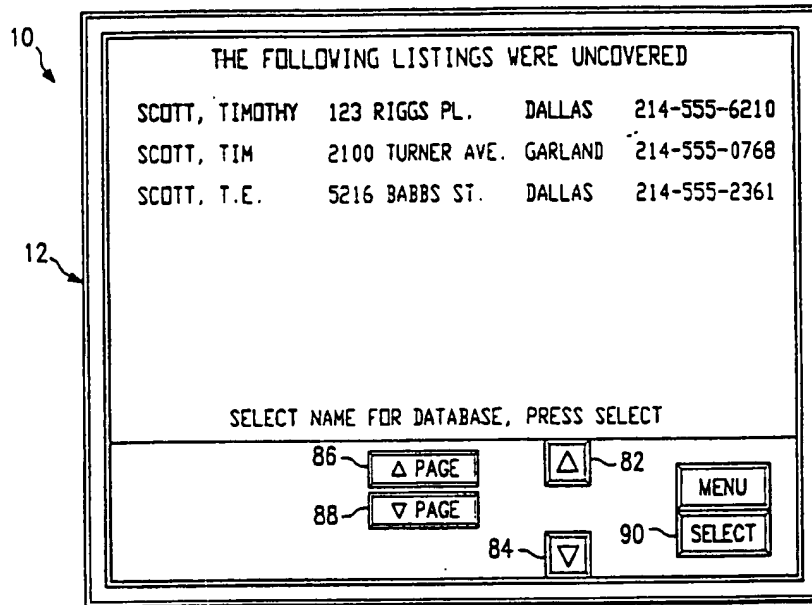 10
THE FOLLOWING LISTINGS WERE UNCOVERED
SCOTT, TIMOTHY 123 RIGGS PL. DALLAS 214-555-6210
SCOTT, TIM 2100 TURNER AVE. GARLAND 214-555-0768
SCOTT, T.E. 5216 BABBS ST. DALLAS 214-555-2361
12
SELECT NAME FOR DATABASE, PRESS SELECT
86 △ PAGE △ 82
MENU
88 ▽ PAGE
84 ▽ 90 SELECT